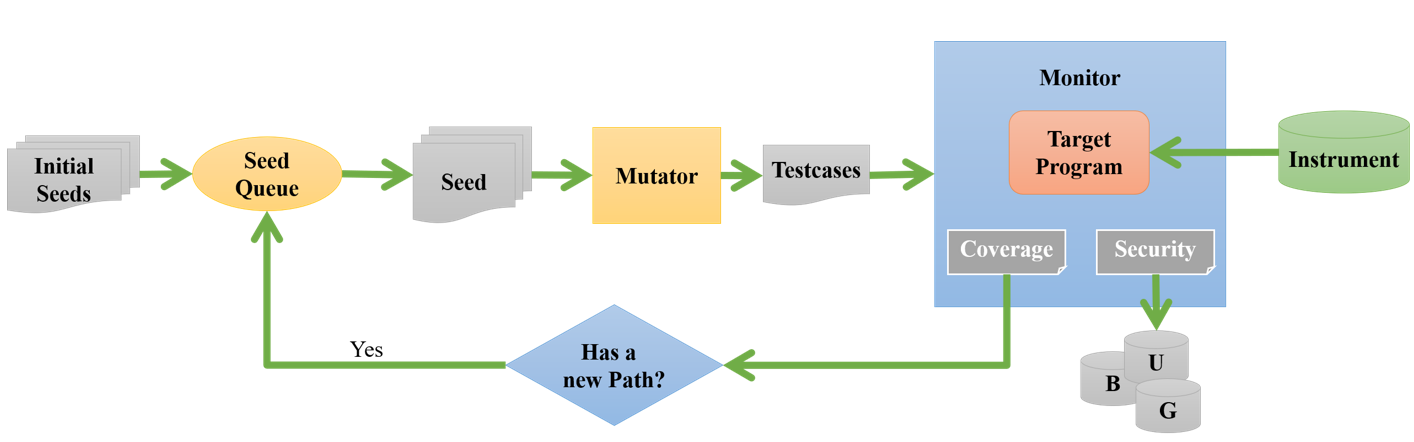 Monitor
Initial
Seeds
Seed
Queue
Seed
Mutator
Testcases
Target
Program
Instrument
Coverage
Security
Yes
Has a
new Path?
B
U
G